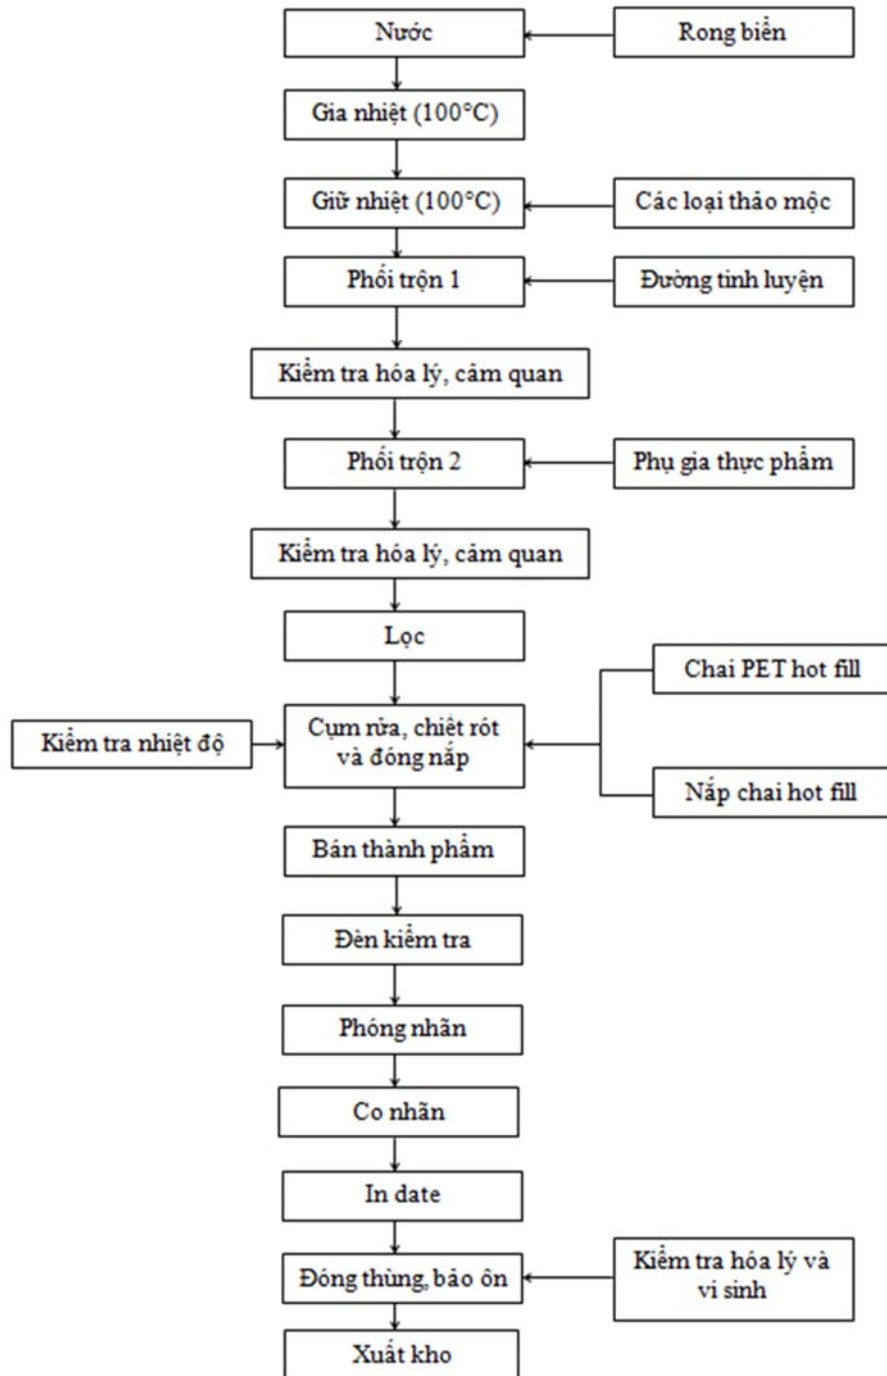 Nước
Rong biển
Gia nhiệt (100°C)
Giữ nhiệt (100°C)
Các loại thảo mộc
Phối trộn 1
Đường tinh luyện
Kiểm tra hóa lý, cảm quan
Phối trộn 2
Phụ gia thực phẩm
Kiểm tra hóa lý, cảm quan
Lọc
Chai PET hot fill
Kiểm tra nhiệt độ
Cụm rửa, chiết rót
và đóng nắp
Nắp chai hot fill
Bán thành phẩm
Đèn kiểm tra
Phóng nhãn
Co nhãn
In date
Đóng thùng, bảo ôn
Kiểm tra hóa lý và
vi sinh
Xuất kho